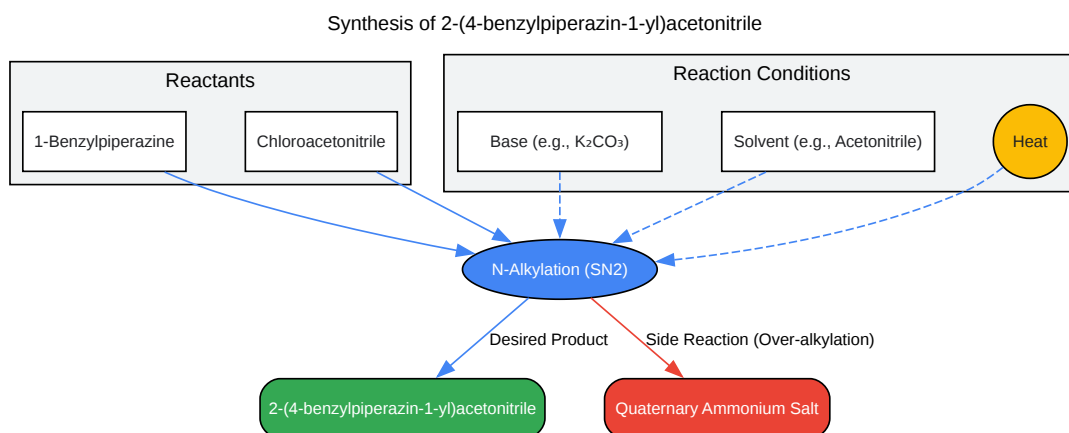 Synthesis of 2-(4-benzylpiperazin-1-yl)acetonitrile
Reactants
Reaction Conditions
1-Benzylpiperazine
Chloroacetonitrile
Base (e.g., K₂CO₃)
Solvent (e.g., Acetonitrile)
Heat
N-Alkylation (SN2)
Desired Product
Side Reaction (Over-alkylation)
2-(4-benzylpiperazin-1-yl)acetonitrile
Quaternary Ammonium Salt